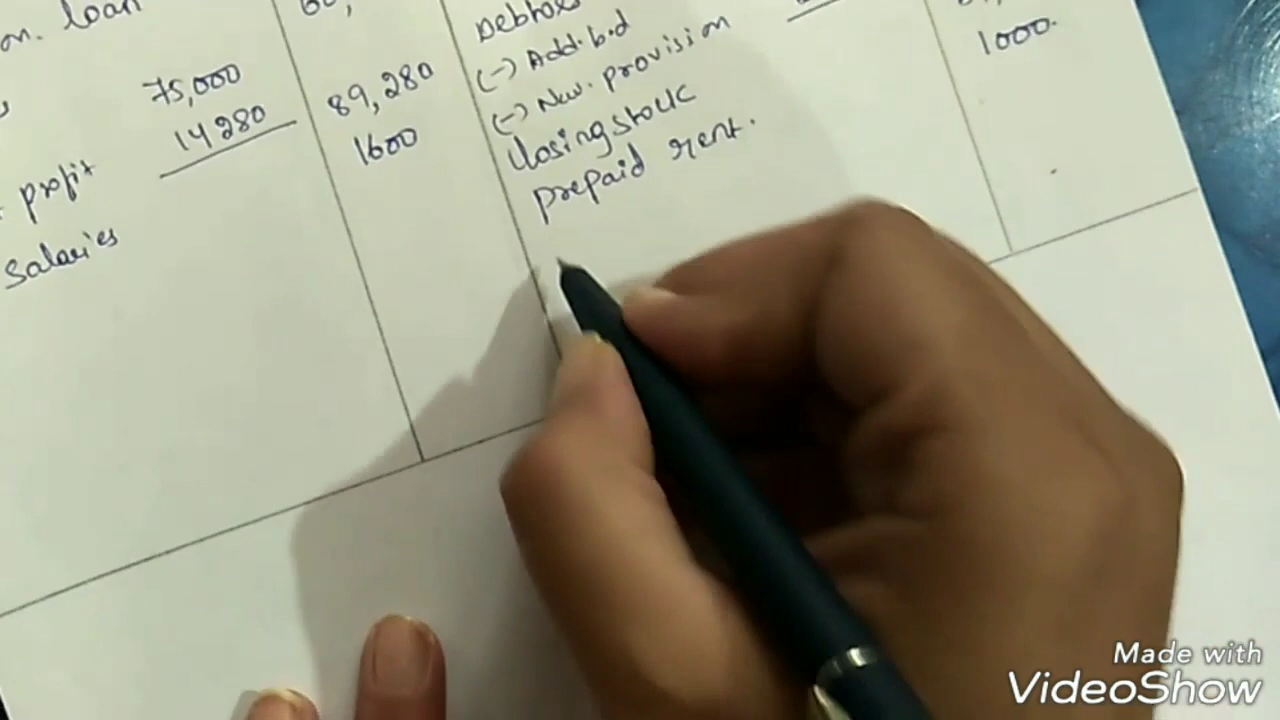 on. loan
75,000
14280
89,280
profit
1600
Salaries
Debtors
(-) Add. b.d
(-) New. provision
closing stock
1000.
prepaid rent.
Made with
VideoShow